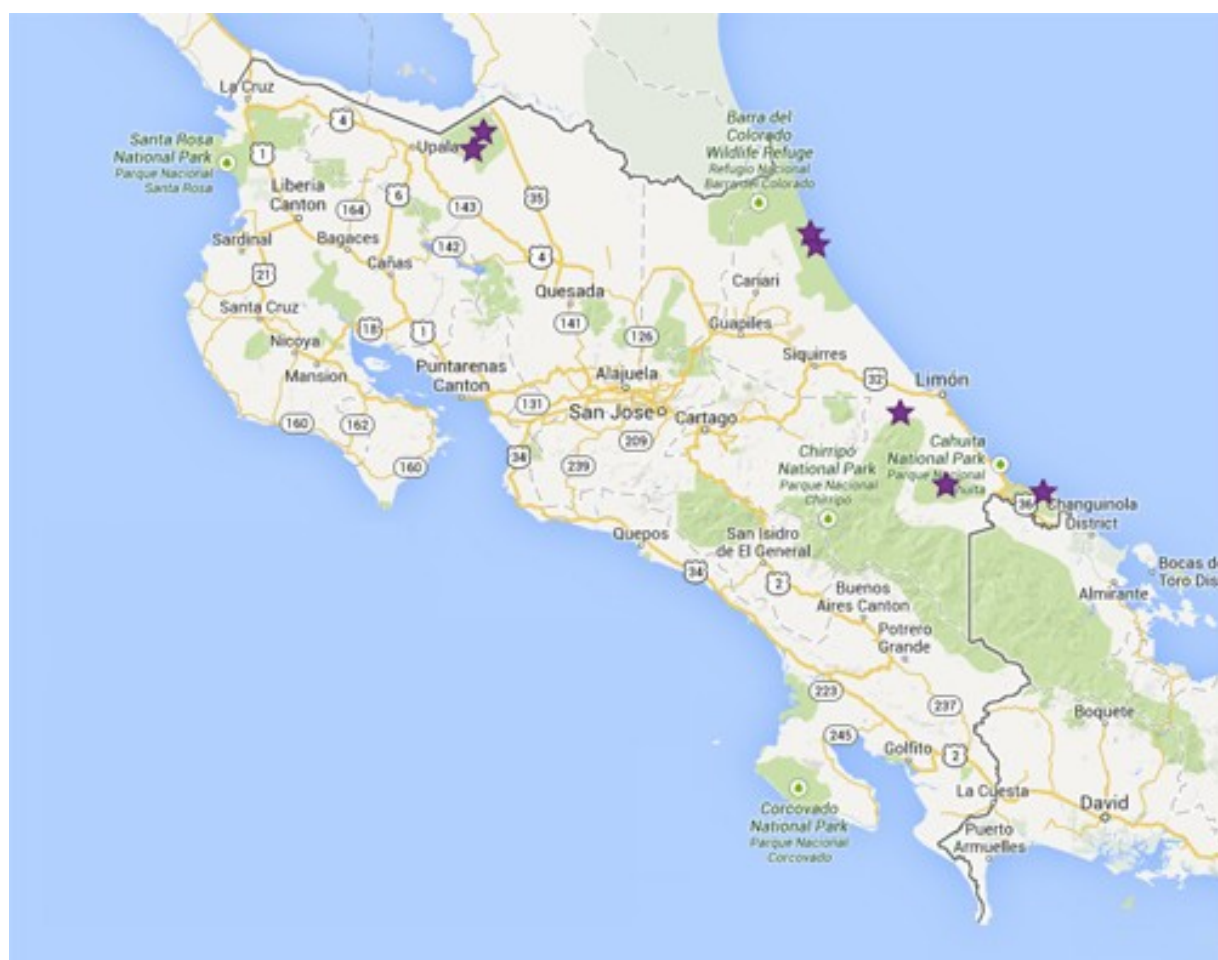 La Cruz
4
Santa Rosa
National Park
Parque Nacional
Santa Rosa
1
Upala
Barra del
Colorado
Wildlife Refuge
Refugio Nacional
Barra del Colorado
Liberia
Canton
164
6
143
35
Sardinal
Bagaces
142
4
21
Cañas
Quesada
Cariari
Santa Cruz
18
1
141
126
Guapiles
Nicoya
Mansion
Puntarenas
Canton
Alajuela
Siquirres
32
Limón
131
San Jose
Cartago
160
162
160
34
209
239
Chirripó
National Park
Parque Nacional
Chirripo
Cahuita
National Park
Parque Nacional
36
Changuinola
District
Quepos
San Isidro
de El General
34
2
Buenos
Aires Canton
Almirante
Bocas d
Toro Dis
Potrero
Grande
223
237
Boquete
245
Golfito
2
La Cuesta
David
Corcovado
National Park
Parque Nacional
Corcovado
Puerto
Armuelles